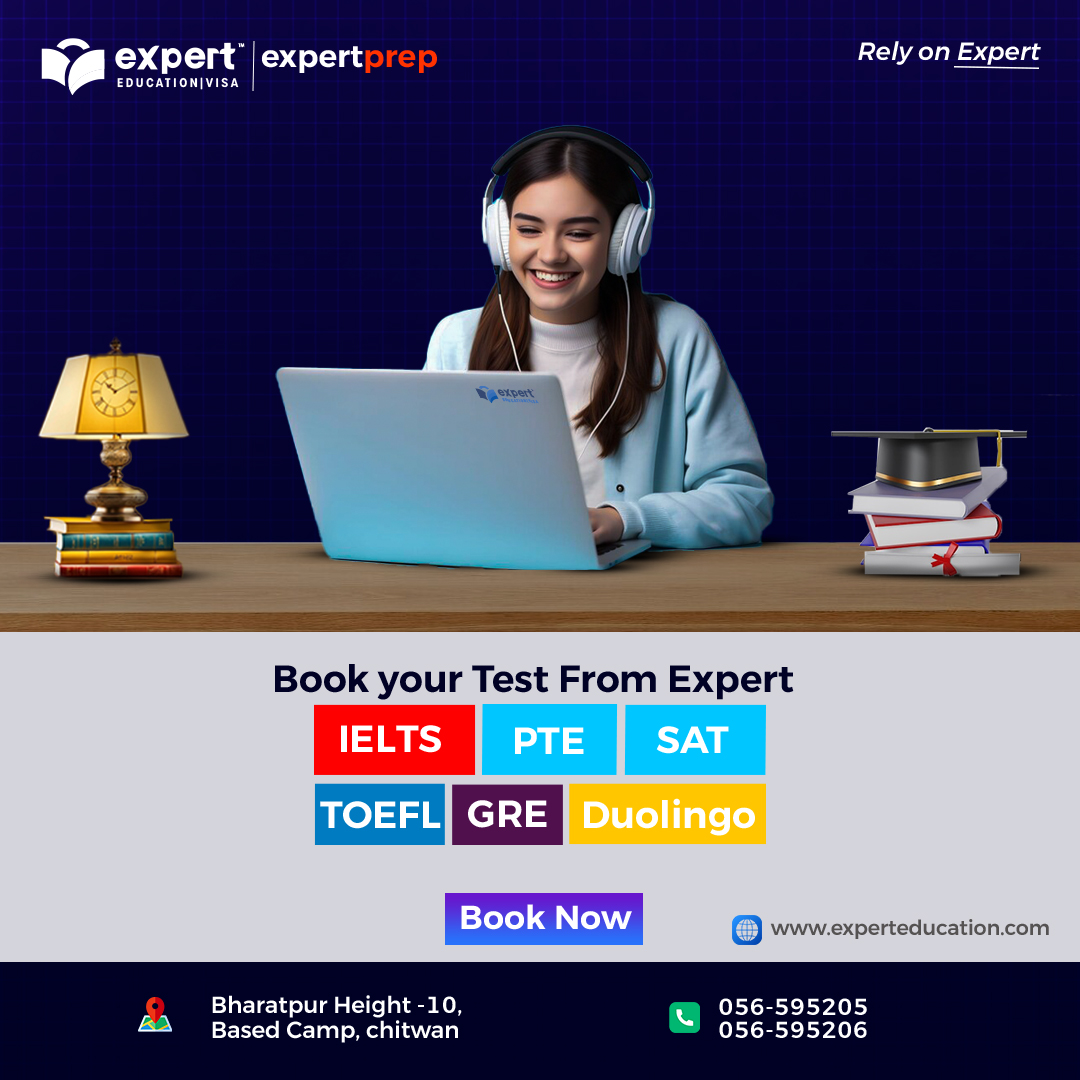 expert™
EDUCATION|VISA
expertprep
Rely on Expert
expert
Book your Test From Expert
IELTS
PTE
SAT
TOEFL
GRE
Duolingo
Book Now
www.experteducation.com
Bharatpur Height -10,
Based Camp, chitwan
056-595205
056-595206